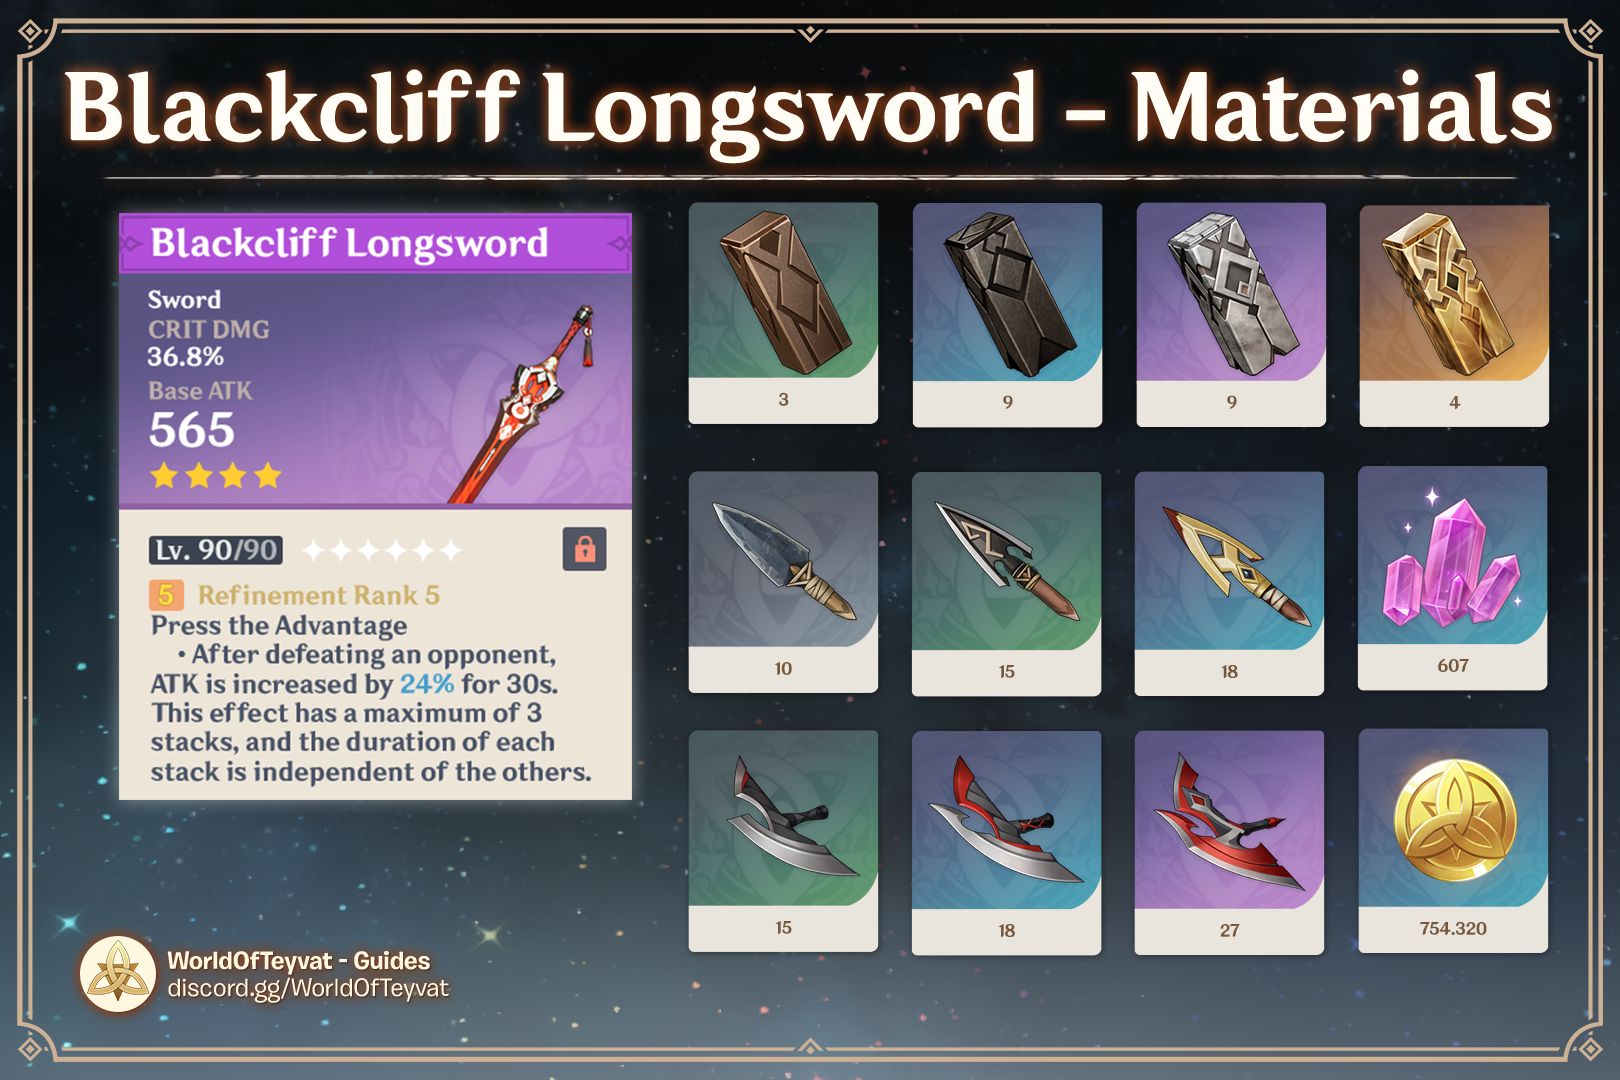 Blackcliff Longsword - Materials
Blackcliff Longsword
Sword
CRIT DMG
36.8%
Base ATK
565
Lv. 90/90
5 Refinement Rank 5
Press the Advantage
• After defeating an opponent,
ATK is increased by 24% for 30s.
This effect has a maximum of 3
stacks, and the duration of each
stack is independent of the others.
3
9
9
4
10
15
18
607
15
18
27
754.320
WorldOfTeyvat - Guides
discord.gg/WorldOfTeyvat